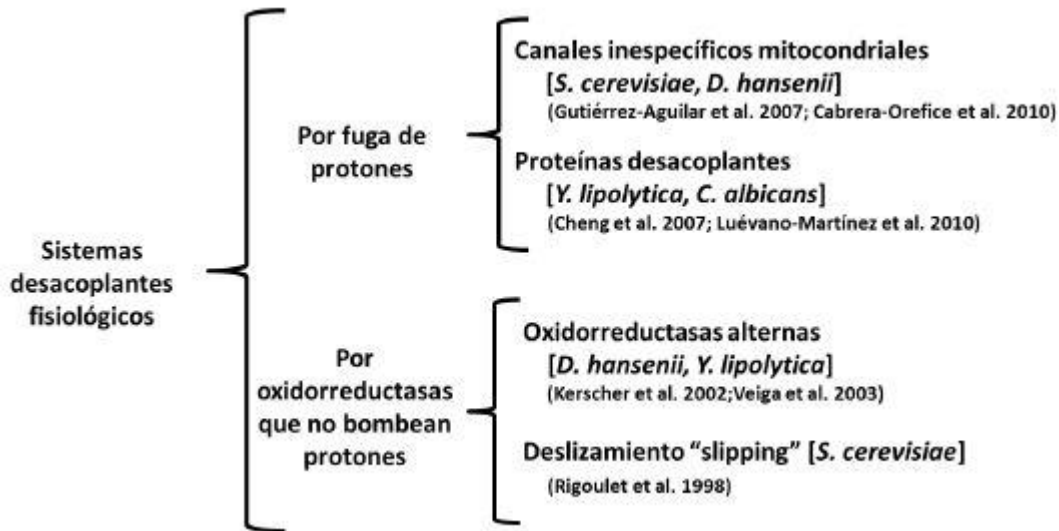 Sistemas
desacoplantes
fisiológicos
Por fuga de
protones
Canales inespecíficos mitocondriales
[S. cerevisiae, D. hansenii]
(Gutiérrez-Aguilar et al. 2007; Cabrera-Orefice et al. 2010)
Proteínas desacoplantes
[Y. lipolytica, C. albicans]
(Cheng et al. 2007; Luévano-Martínez et al. 2010)
Por
oxidorreductasas
que no bombean
protones
Oxidorreductasas alternas
[D. hansenii, Y. lipolytica]
(Kerscher et al. 2002;Veiga et al. 2003)
Deslizamiento “slipping” [S. cerevisiae]
(Rigoulet et al. 1998)